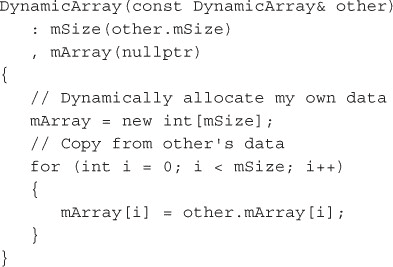 DynamicArray(const DynamicArray& other)
   : mSize(other.mSize)
   , mArray(nullptr)
{
   // Dynamically allocate my own data
   mArray = new int[mSize];
   // Copy from other's data
   for (int i = 0; i < mSize; i++)
   {
      mArray[i] = other.mArray[i];
   }
}